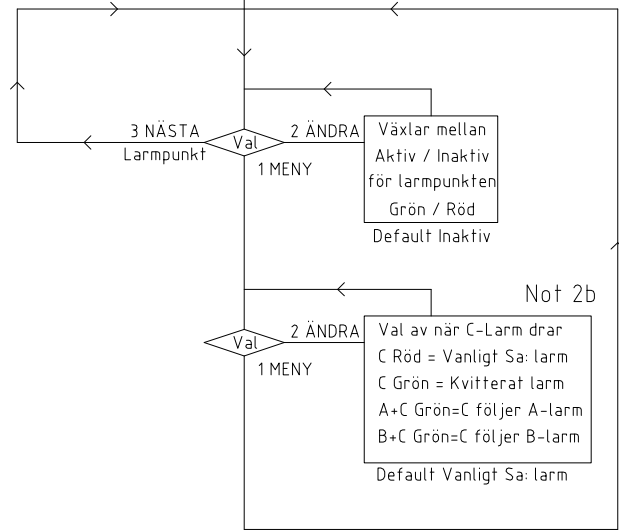 3 NÄSTA
Larmpunkt
Val
2 ÄNDRA
1 MENY
Växlar mellan
Aktiv / Inaktiv
för larmpunkten
Grön / Röd
Default Inaktiv
Not 2b
Val
2 ÄNDRA
1 MENY
Val av när C-Larm drar
C Röd = Vanligt Sa: larm
C Grön = Kvitterat larm
A+C Grön=C följer A-larm
B+C Grön=C följer B-larm
Default Vanligt Sa: larm